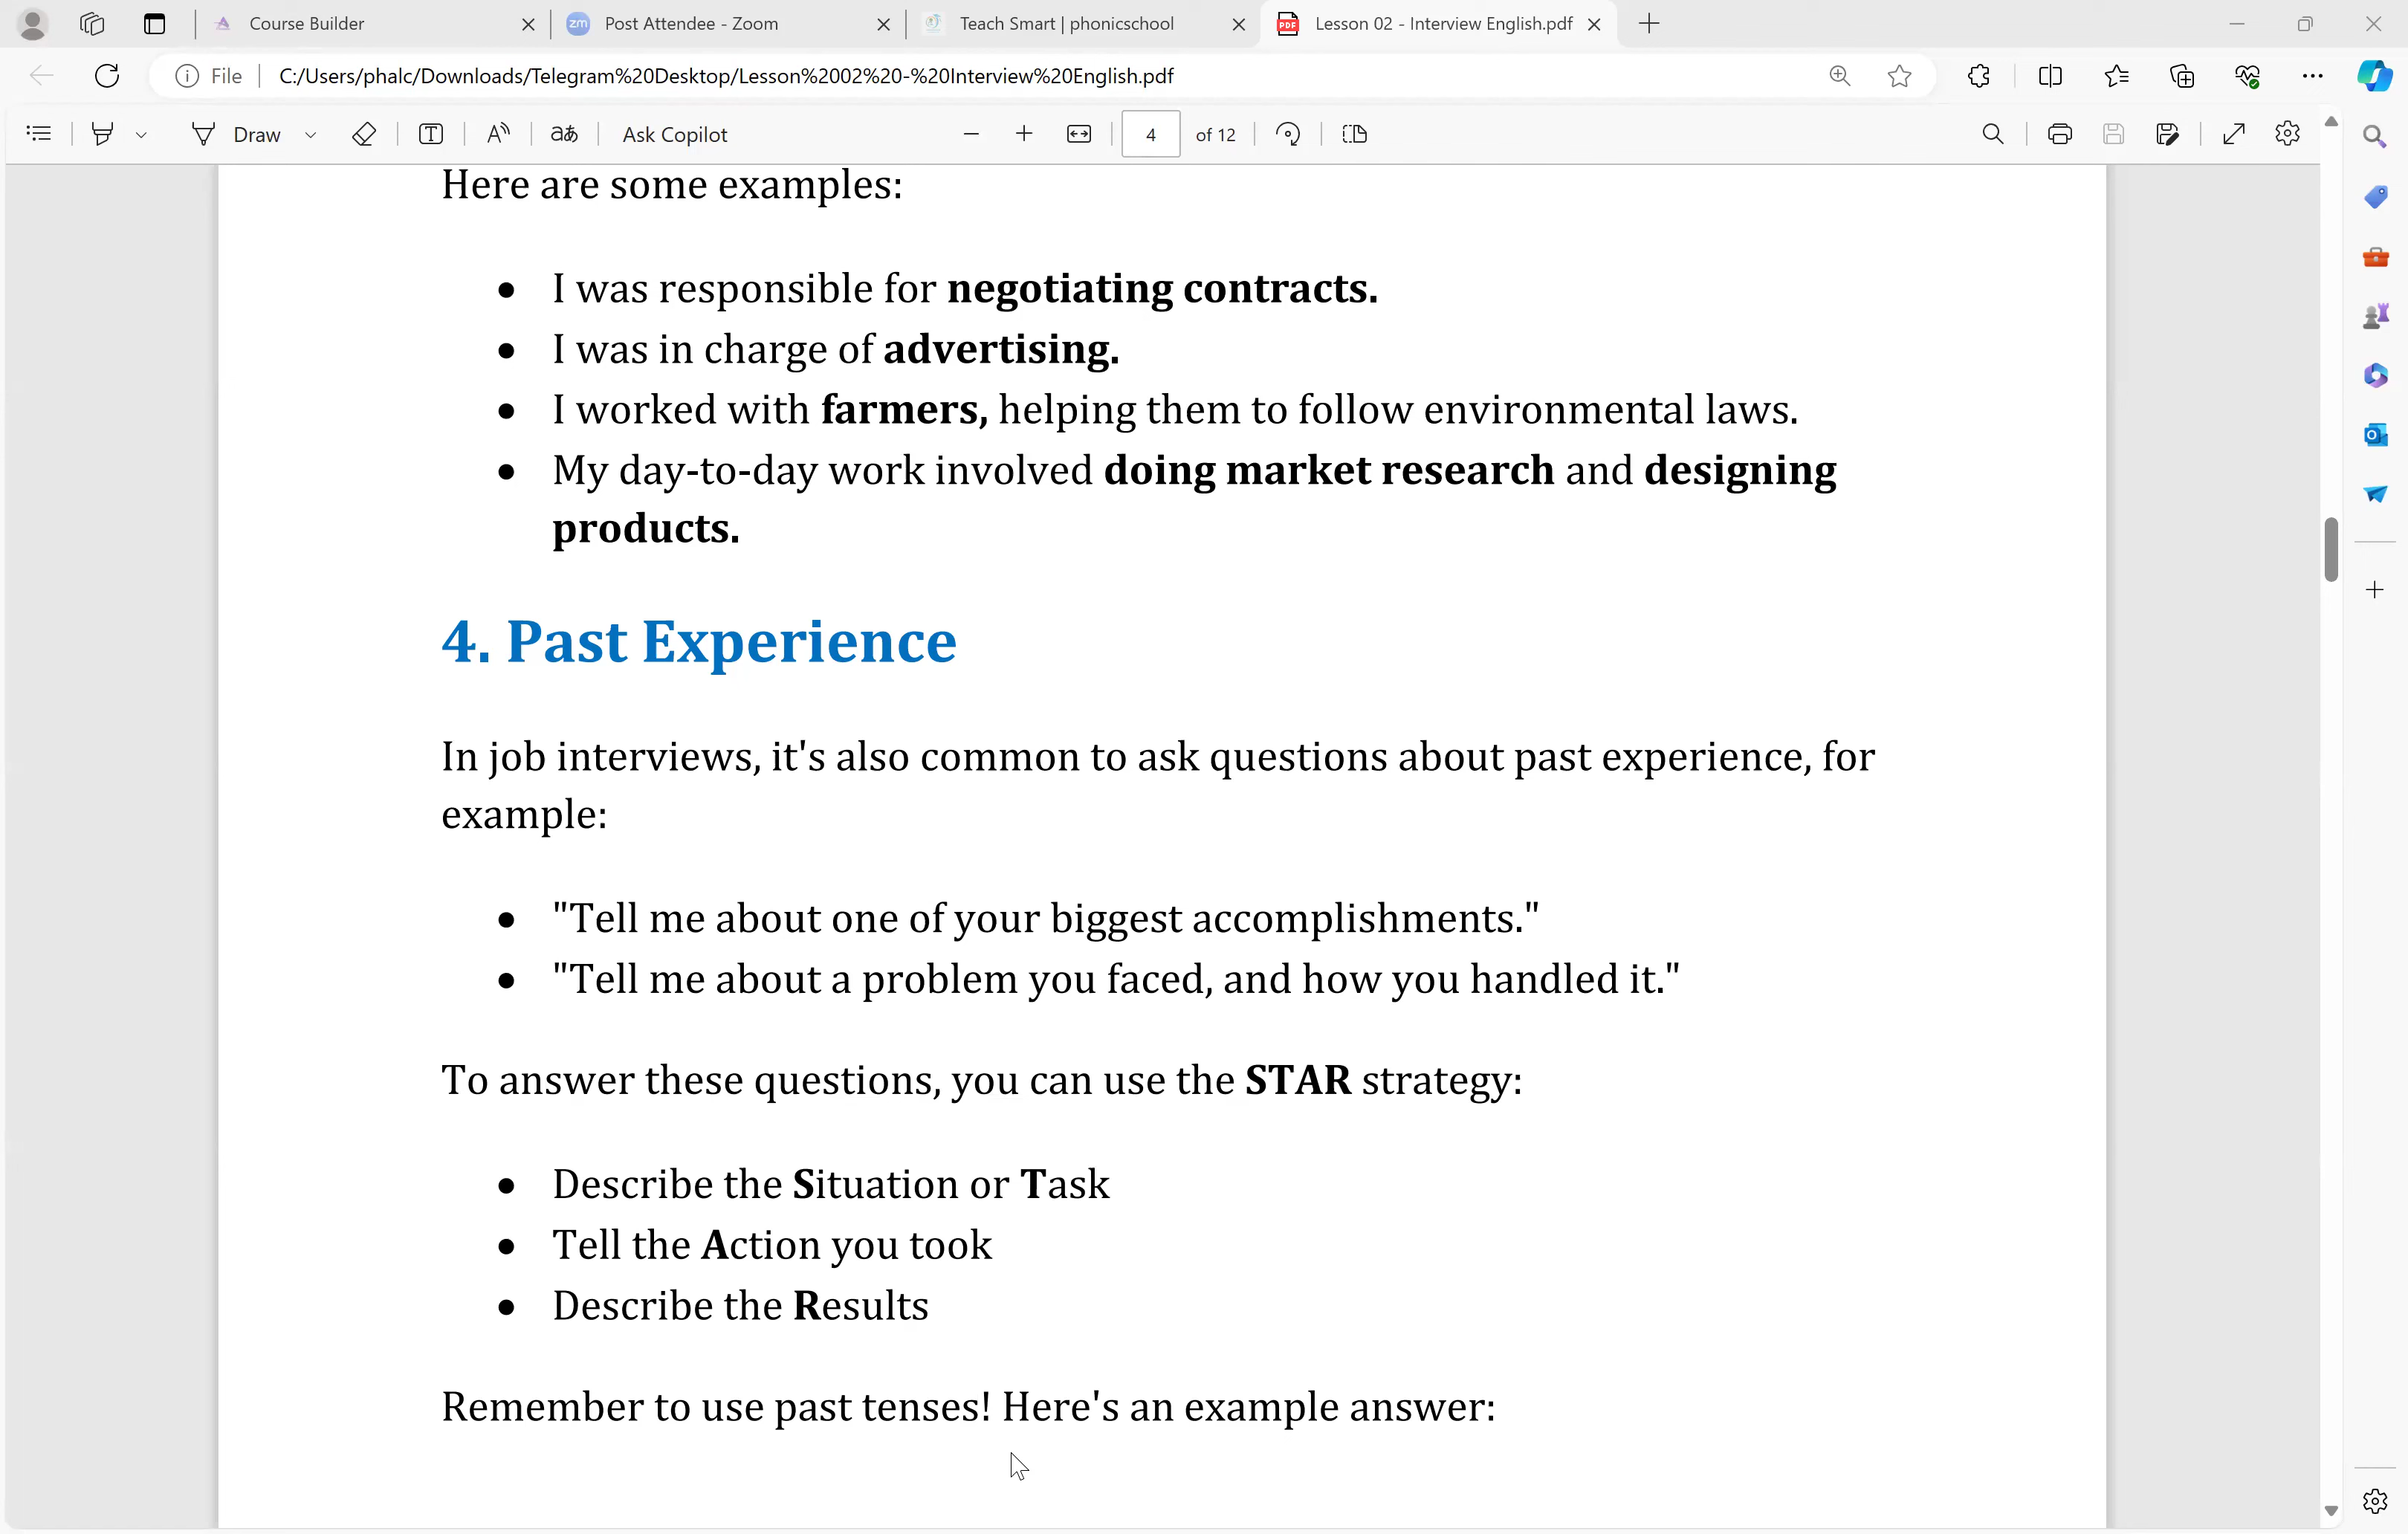 Course Builder
Post Attendee - Zoom
Teach Smart | phonicschool
Lesson 02 - Interview English.pdf
File
C:/Users/phalc/Downloads/Telegram%20Desktop/Lesson%2002%20-%20Interview%20English.pdf
Draw
Ask Copilot
4 of 12
Here are some examples:
• I was responsible for negotiating contracts.
• I was in charge of advertising.
• I worked with farmers, helping them to follow environmental laws.
• My day-to-day work involved doing market research and designing
products.
4. Past Experience
In job interviews, it's also common to ask questions about past experience, for
example:
• "Tell me about one of your biggest accomplishments."
• "Tell me about a problem you faced, and how you handled it."
To answer these questions, you can use the STAR strategy:
• Describe the Situation or Task
• Tell the Action you took
• Describe the Results
Remember to use past tenses! Here's an example answer: